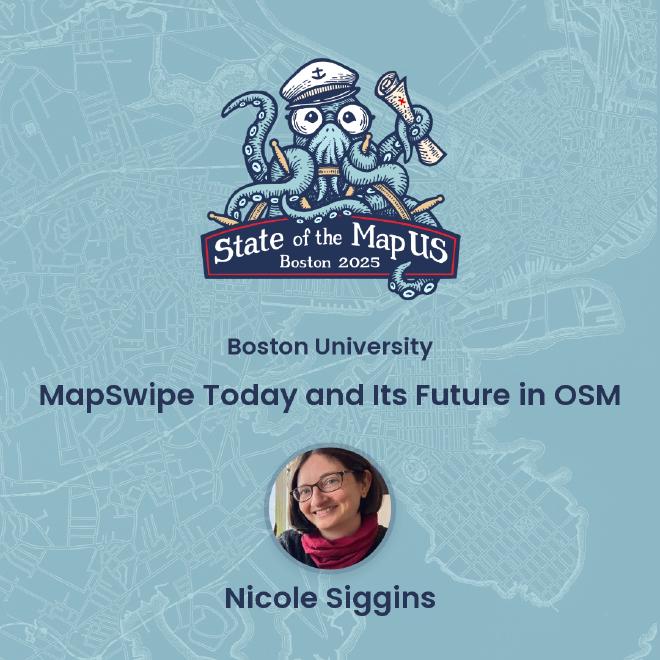 State of the Map US
Boston 2025
Boston University
MapSwipe Today and Its Future in OSM
Nicole Siggins